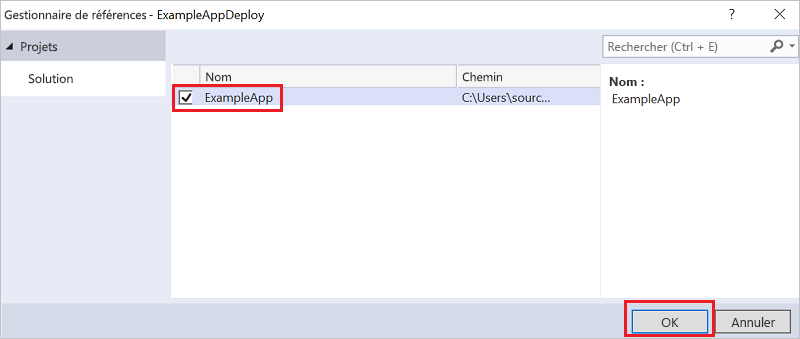 Gestionnaire de références - ExampleAppDeploy
?
Projets
Rechercher (Ctrl + E)
Solution
Nom
Chemin
Nom :
ExampleApp
C:\Users\sourc...
ExampleApp
OK
Annuler